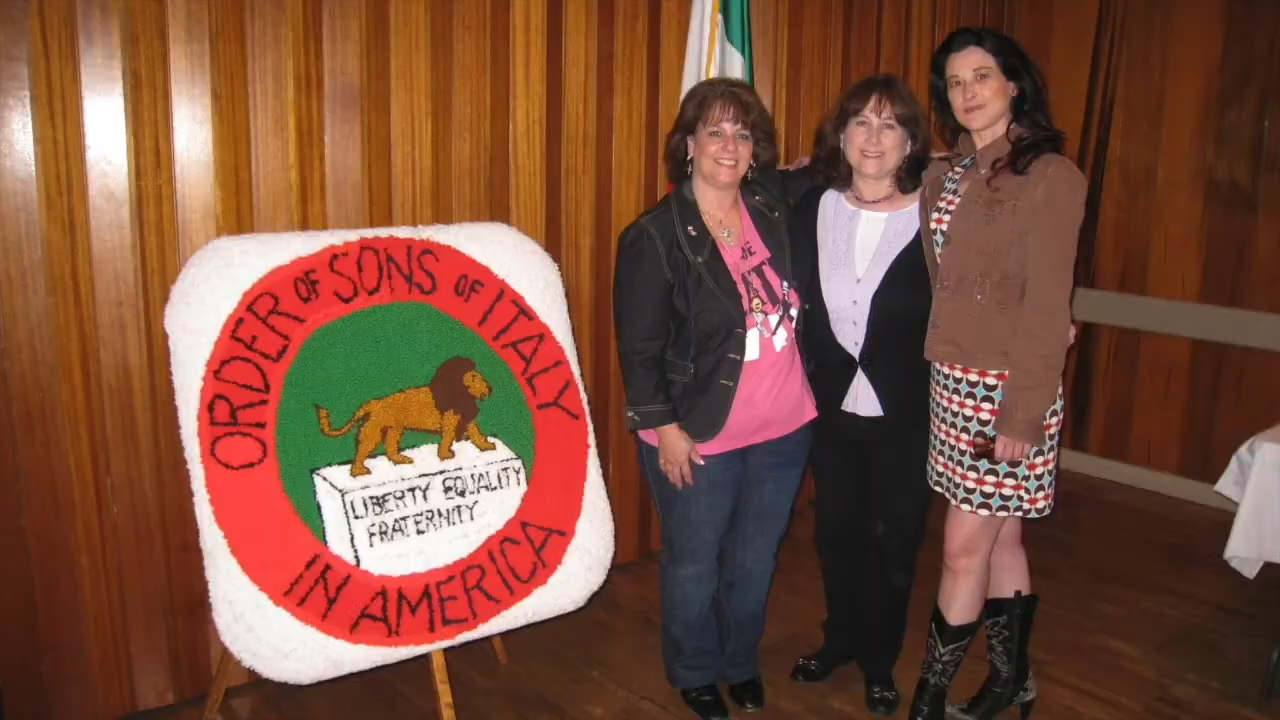 ORDER OF SONS OF ITALY
IN AMERICA
LIBERTY EQUALITY
FRATERNITY